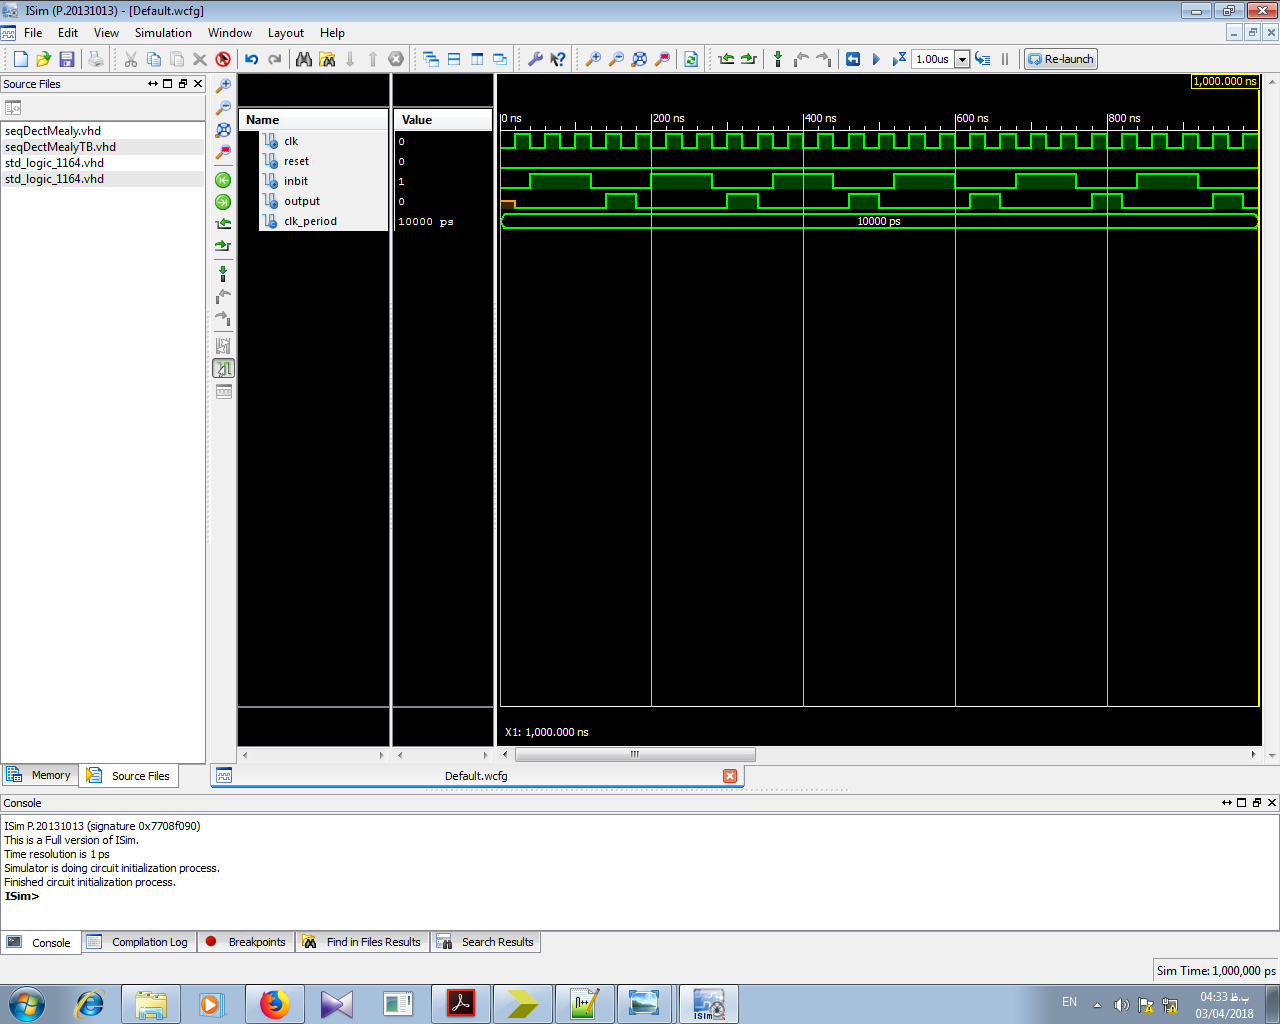 ISim (P.20131013) - [Default.wcfg]
File Edit View Simulation Window Layout Help
1.00us Re-launch
Source Files
seqDectMealy.vhd
seqDectMealyTB.vhd
std_logic_1164.vhd
std_logic_1164.vhd
Memory Source Files
Name Value
clk 0
reset 0
inbit 1
output 0
clk_period 10000 ps
1,000.000 ns
0 ns 200 ns 400 ns 600 ns 800 ns
10000 ps
X1: 1,000.000 ns
Default.wcfg
Console
ISim P.20131013 (signature 0x7708f090)
This is a Full version of ISim.
Time resolution is 1 ps
Simulator is doing circuit initialization process.
Finished circuit initialization process.
ISim>
Console Compilation Log Breakpoints Find in Files Results Search Results
Sim Time: 1,000,000 ps
ISim
EN
04:33 ب.ظ
03/04/2018